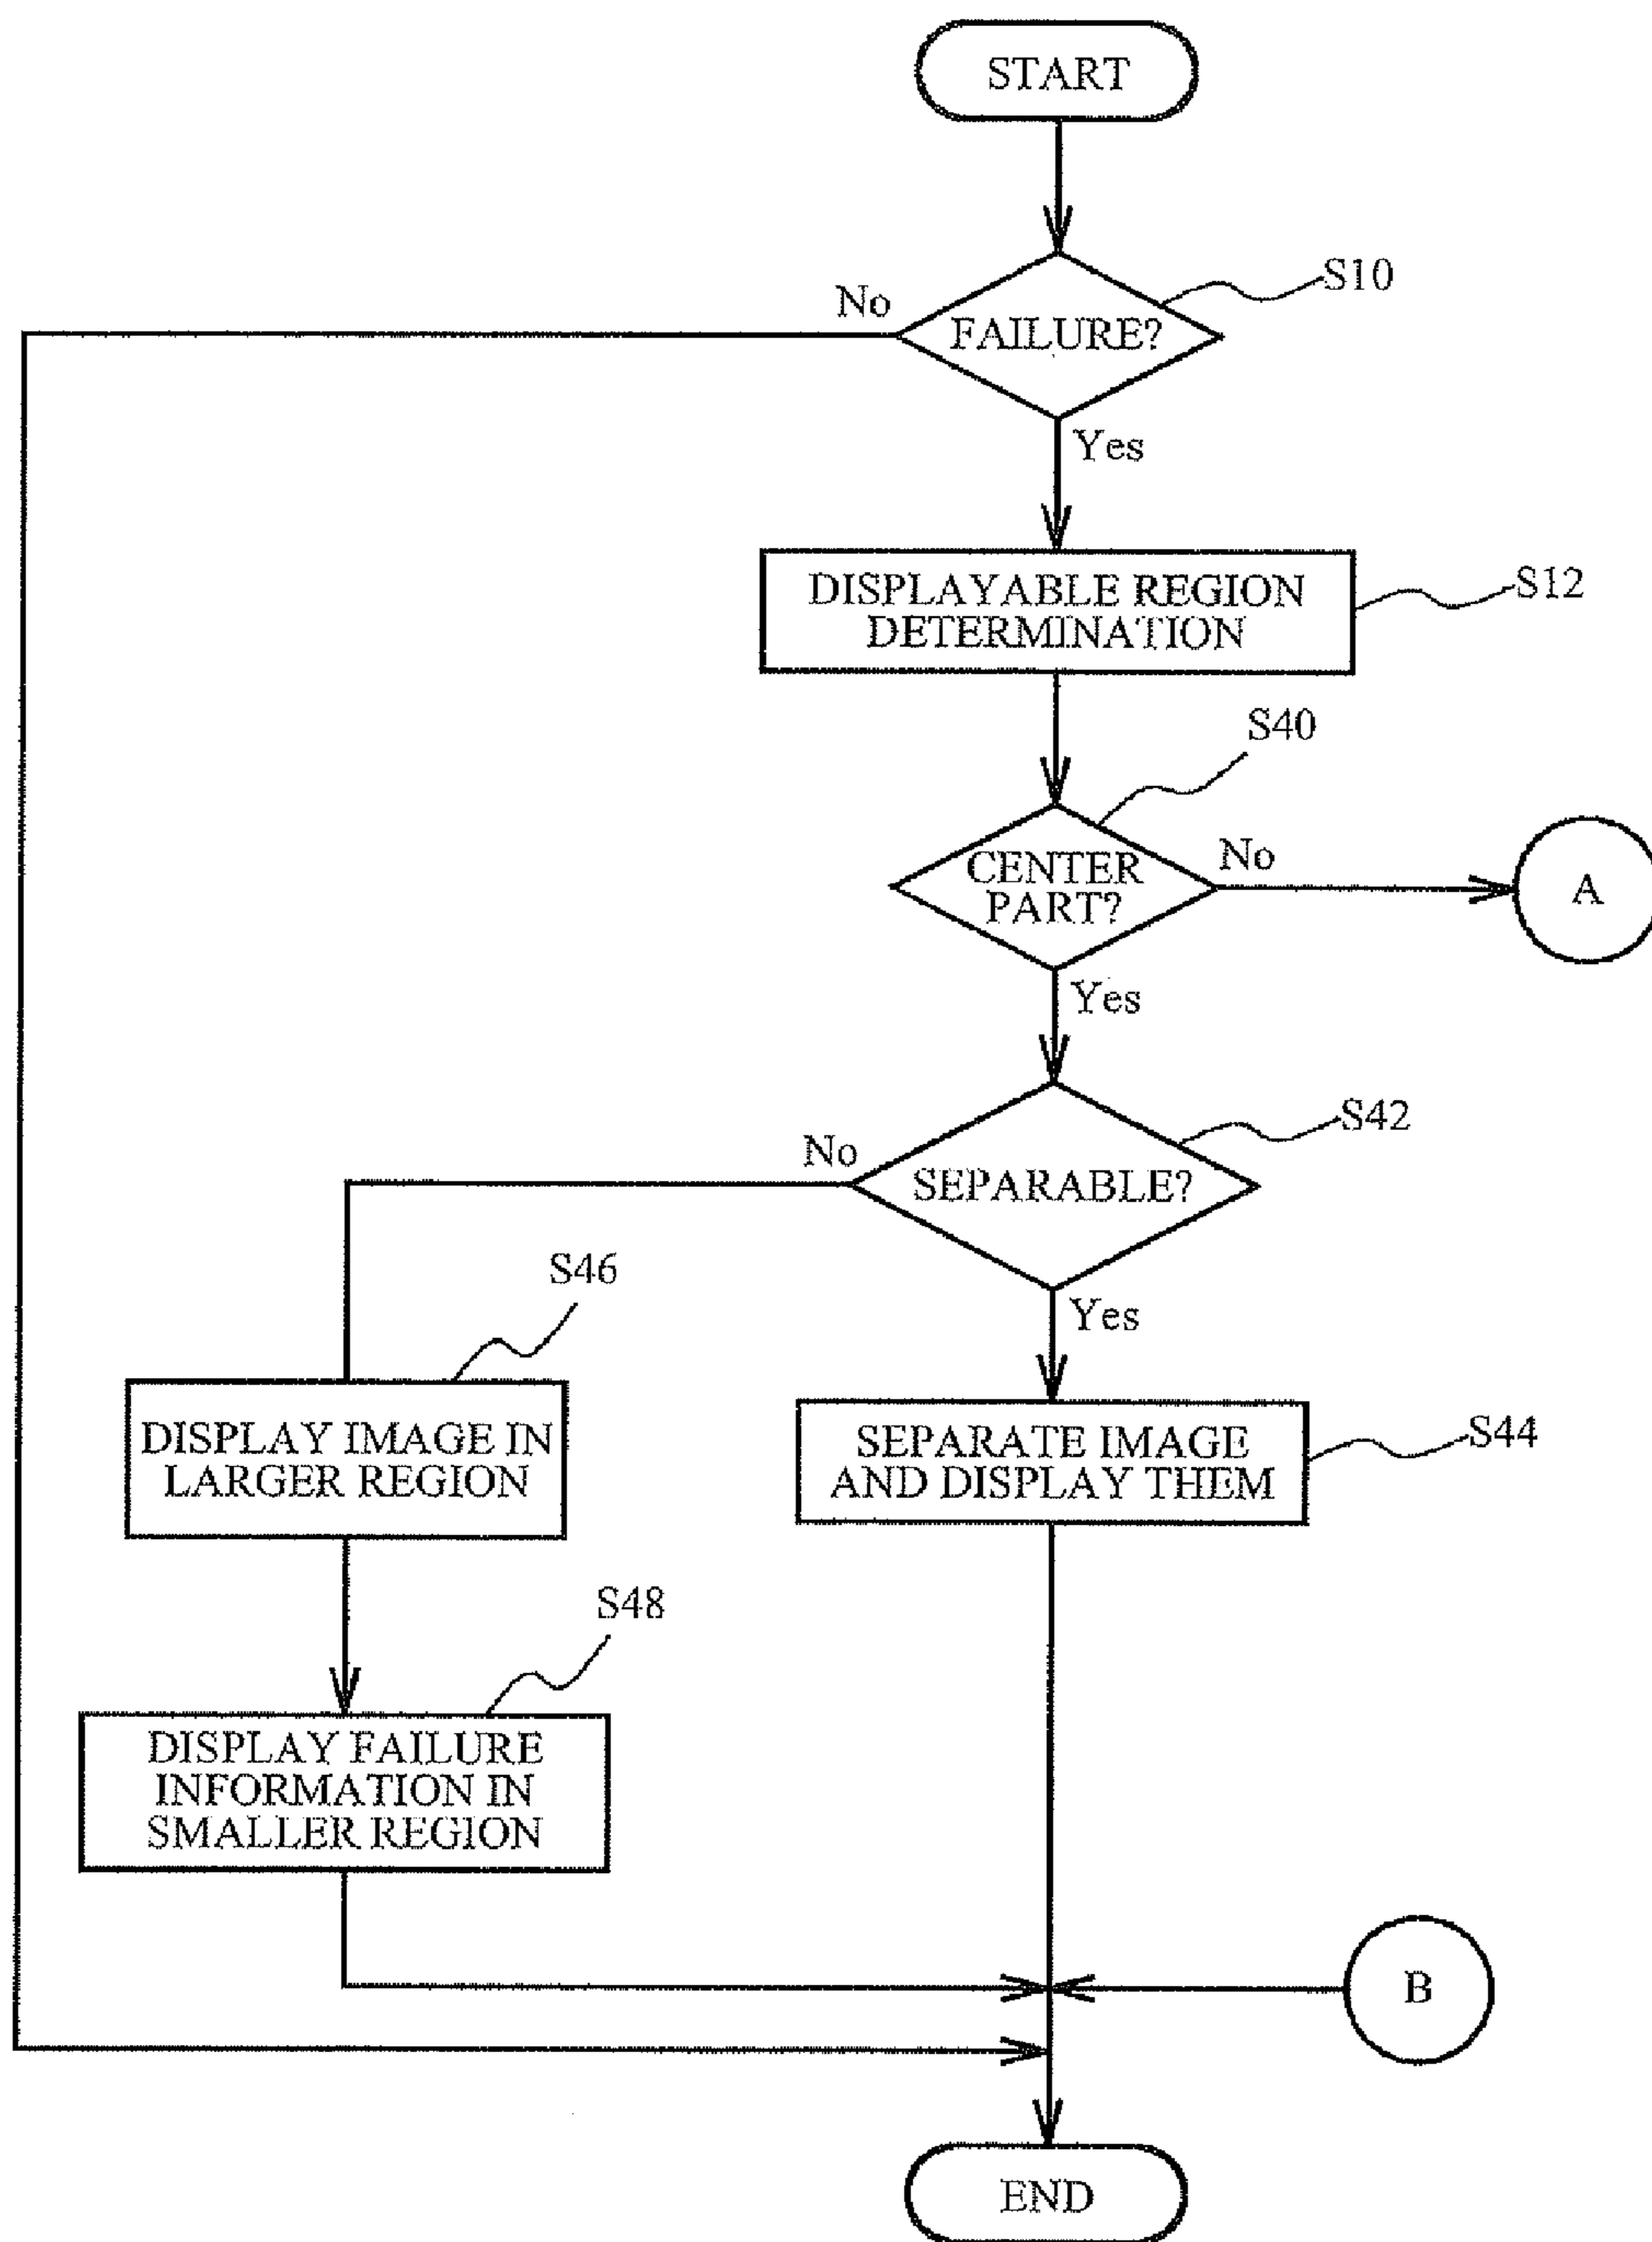 START
S10
No
FAILURE?
Yes
DISPLAYABLE REGION
DETERMINATION
S12
S40
CENTER
PART?
No
A
Yes
S42
No
SEPARABLE?
S46
Yes
DISPLAY IMAGE IN
LARGER REGION
SEPARATE IMAGE
AND DISPLAY THEM
S44
S48
DISPLAY FAILURE
INFORMATION IN
SMALLER REGION
B
END